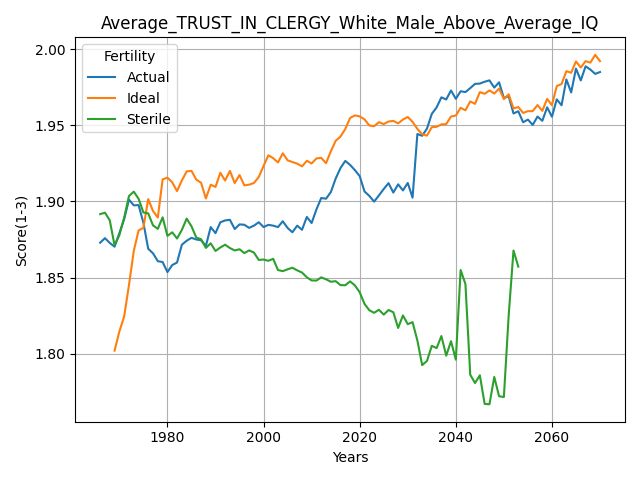 Average_TRUST_IN_CLERGY_White_Male_Above_Average_IQ
Fertility
Actual
Ideal
Sterile
2.00
1.95
1.90
1.85
1.80
Score(1-3)
1980 2000 2020 2040 2060
Years